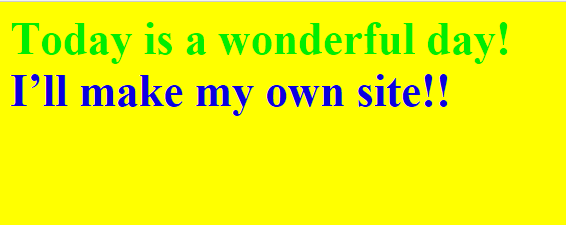 Today is a wonderful day!
I’ll make my own site!!